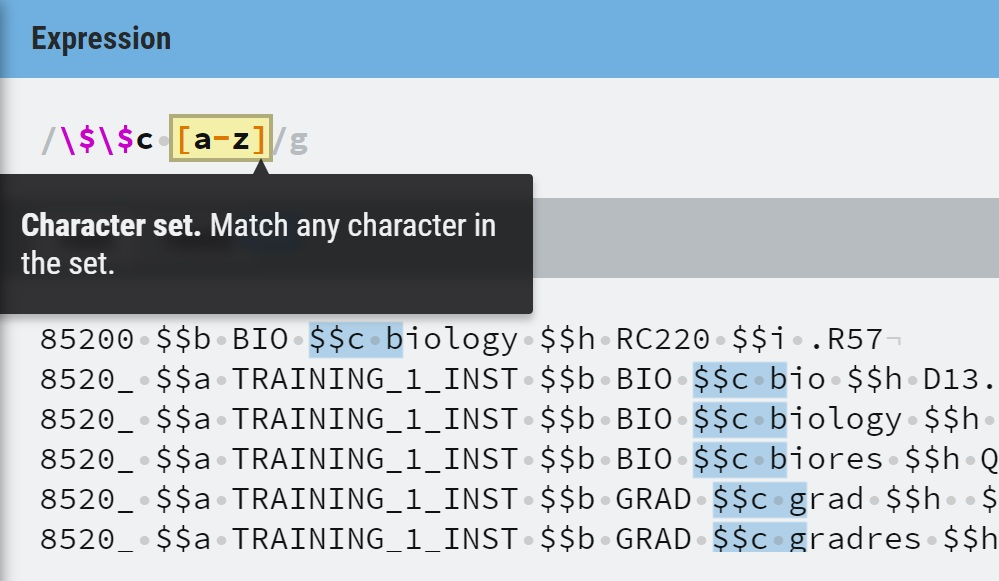 Expression
/\$\$c [a-z]/g
Character set. Match any character in
the set.
85200 $$b BIO $$c biology $$h RC220 $$i .R57¬
8520_ $$a TRAINING_1_INST $$b BIO $$c bio $$h D13.
8520_ $$a TRAINING_1_INST $$b BIO $$c biology $$h
8520_ $$a TRAINING_1_INST $$b BIO $$c biores $$h Q
8520_ $$a TRAINING_1_INST $$b GRAD $$c grad $$h  $
8520_ $$a TRAINING_1_INST $$b GRAD $$c gradres $$h